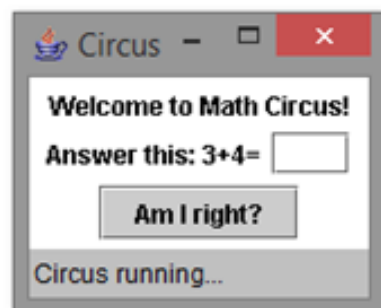 Circus
Welcome to Math Circus!
Answer this: 3+4=
Am I right?
Circus running...